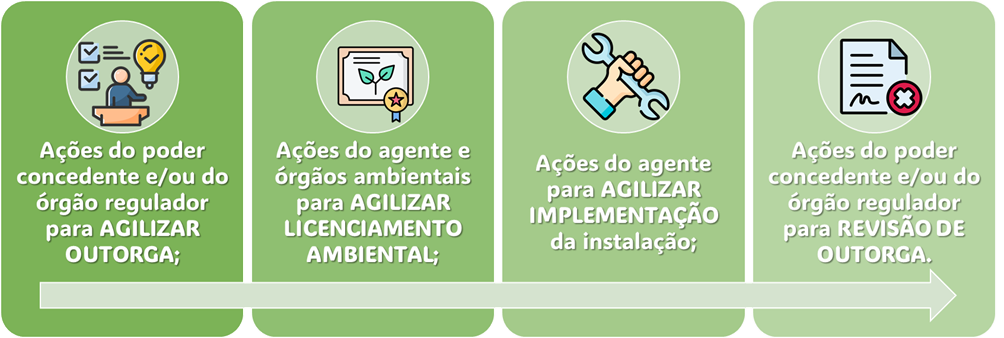 Ações do poder
concedente e/ou do
órgão regulador
para AGILIZAR
OUTORGA;
Ações do agente e
órgãos ambientais
para AGILIZAR
LICENCIAMENTO
AMBIENTAL;
Ações do agente
para AGILIZAR
IMPLEMENTAÇÃO
da instalação;
Ações do poder
concedente e/ou do
órgão regulador
para REVISÃO DE
OUTORGA.